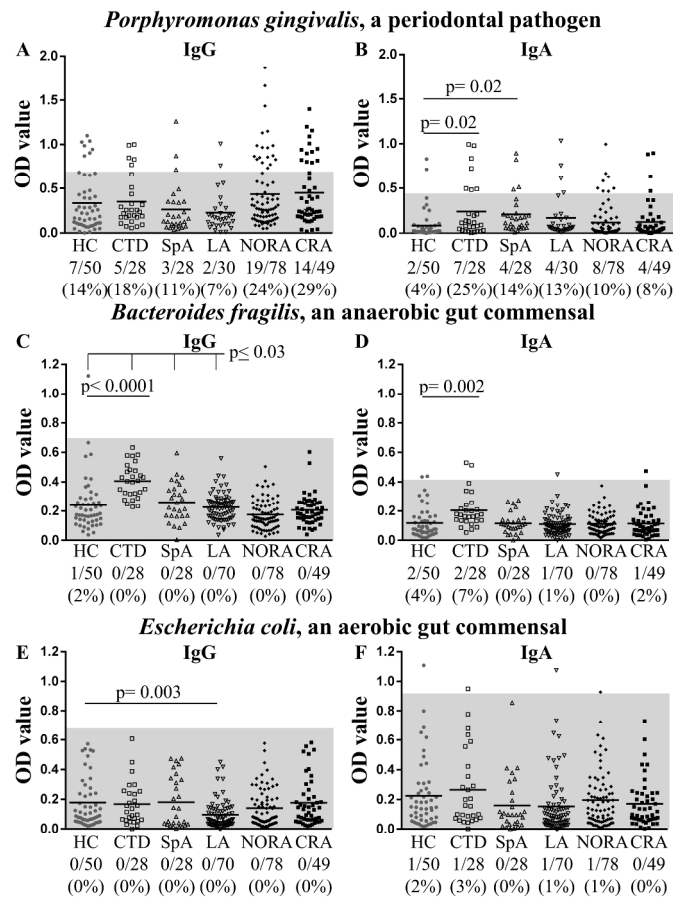 Porphyromonas gingivalis, a periodontal pathogen
A IgG
OD value
2.0
1.5
1.0
0.5
0.0
HC CTD SpA LA NORA CRA
7/50 5/28 3/28 2/30 19/78 14/49
(14%) (18%) (11%) (7%) (24%) (29%)
B IgA
OD value
2.0
1.5
1.0
0.5
0.0
p= 0.02
p= 0.02
HC CTD SpA LA NORA CRA
2/50 7/28 4/28 4/30 8/78 4/49
(4%) (25%) (14%) (13%) (10%) (8%)
Bacteroides fragilis, an anaerobic gut commensal
C IgG
OD value
1.2
1.0
0.8
0.6
0.4
0.2
0.0
p≤ 0.03
p< 0.0001
HC CTD SpA LA NORA CRA
1/50 0/28 0/28 0/70 0/78 0/49
(2%) (0%) (0%) (0%) (0%) (0%)
D IgA
OD value
1.2
1.0
0.8
0.6
0.4
0.2
0.0
p= 0.002
HC CTD SpA LA NORA CRA
2/50 2/28 0/28 1/70 0/78 1/49
(4%) (7%) (0%) (1%) (0%) (2%)
Escherichia coli, an aerobic gut commensal
E IgG
OD value
1.2
1.0
0.8
0.6
0.4
0.2
0.0
p= 0.003
HC CTD SpA LA NORA CRA
0/50 0/28 0/28 0/70 0/78 0/49
(0%) (0%) (0%) (0%) (0%) (0%)
F IgA
OD value
1.2
1.0
0.8
0.6
0.4
0.2
0.0
HC CTD SpA LA NORA CRA
1/50 1/28 0/28 1/70 1/78 0/49
(2%) (3%) (0%) (1%) (1%) (0%)